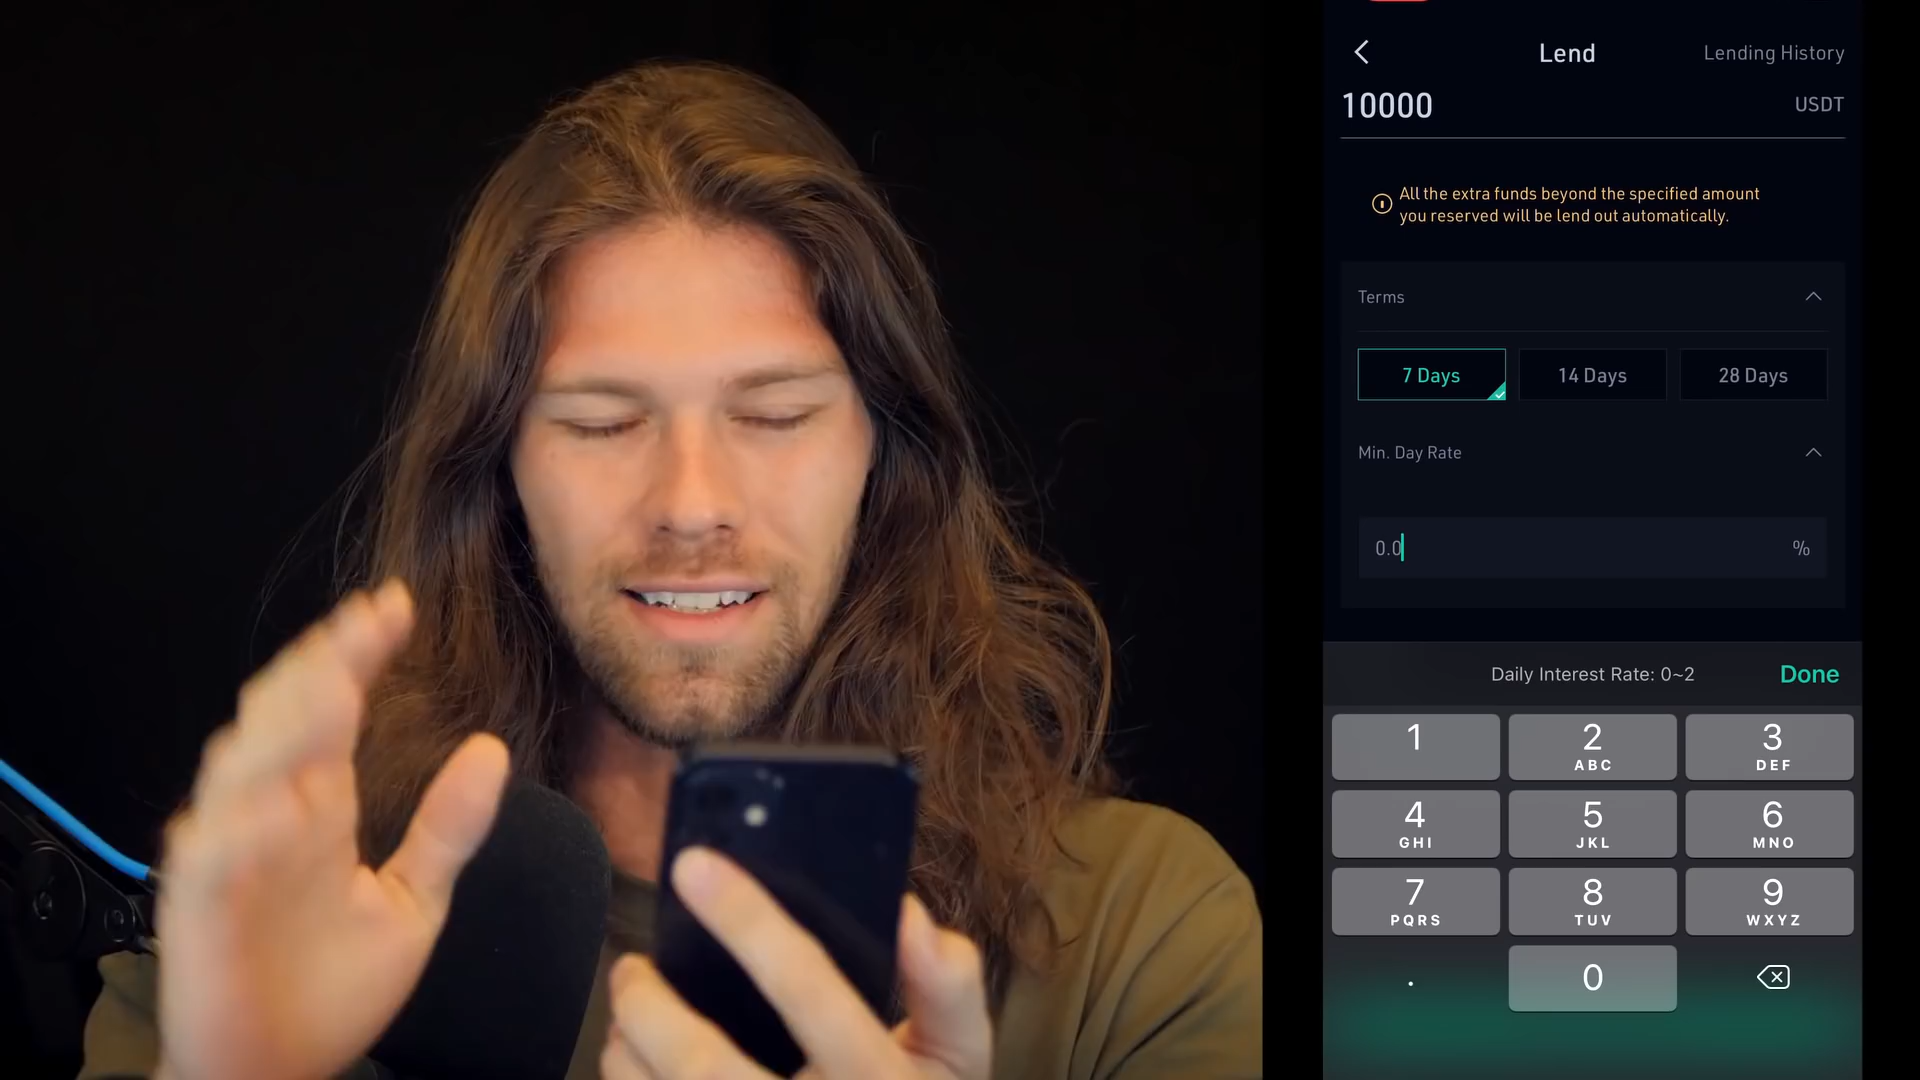 Lend
Lending History
10000
USDT
All the extra funds beyond the specified amount
you reserved will be lend out automatically.
Terms
7 Days
14 Days
28 Days
Min. Day Rate
0.0
%
Daily Interest Rate: 0~2
Done
1
2
ABC
3
DEF
4
GHI
5
JKL
6
MNO
7
PQRS
8
TUV
9
WXYZ
.
0